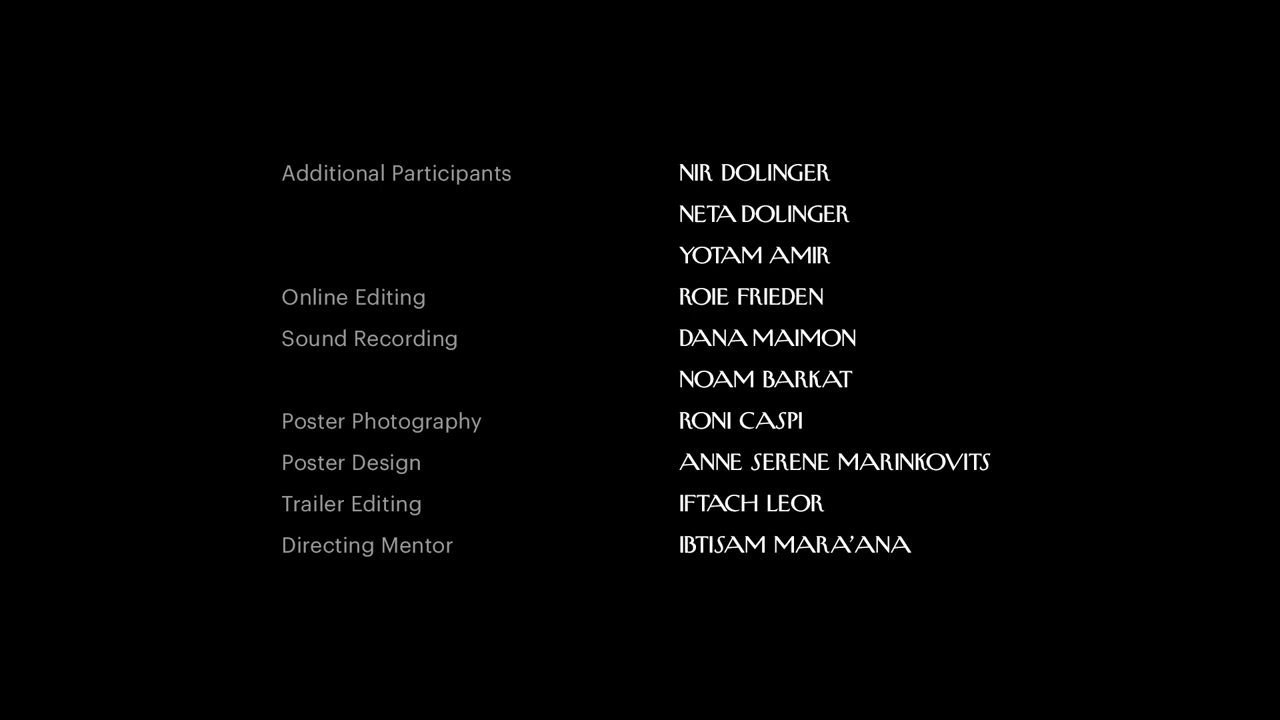 Additional Participants NIR DOLINGER
NETA DOLINGER
YOTAM AMIR
Online Editing ROIE FRIEDEN
Sound Recording DANA MAIMON
NOAM BARKAT
Poster Photography RONI CASPI
Poster Design ANNE SERENE MARINKOVITS
Trailer Editing IFTACH LEOR
Directing Mentor IBTISAM MARA’ANA